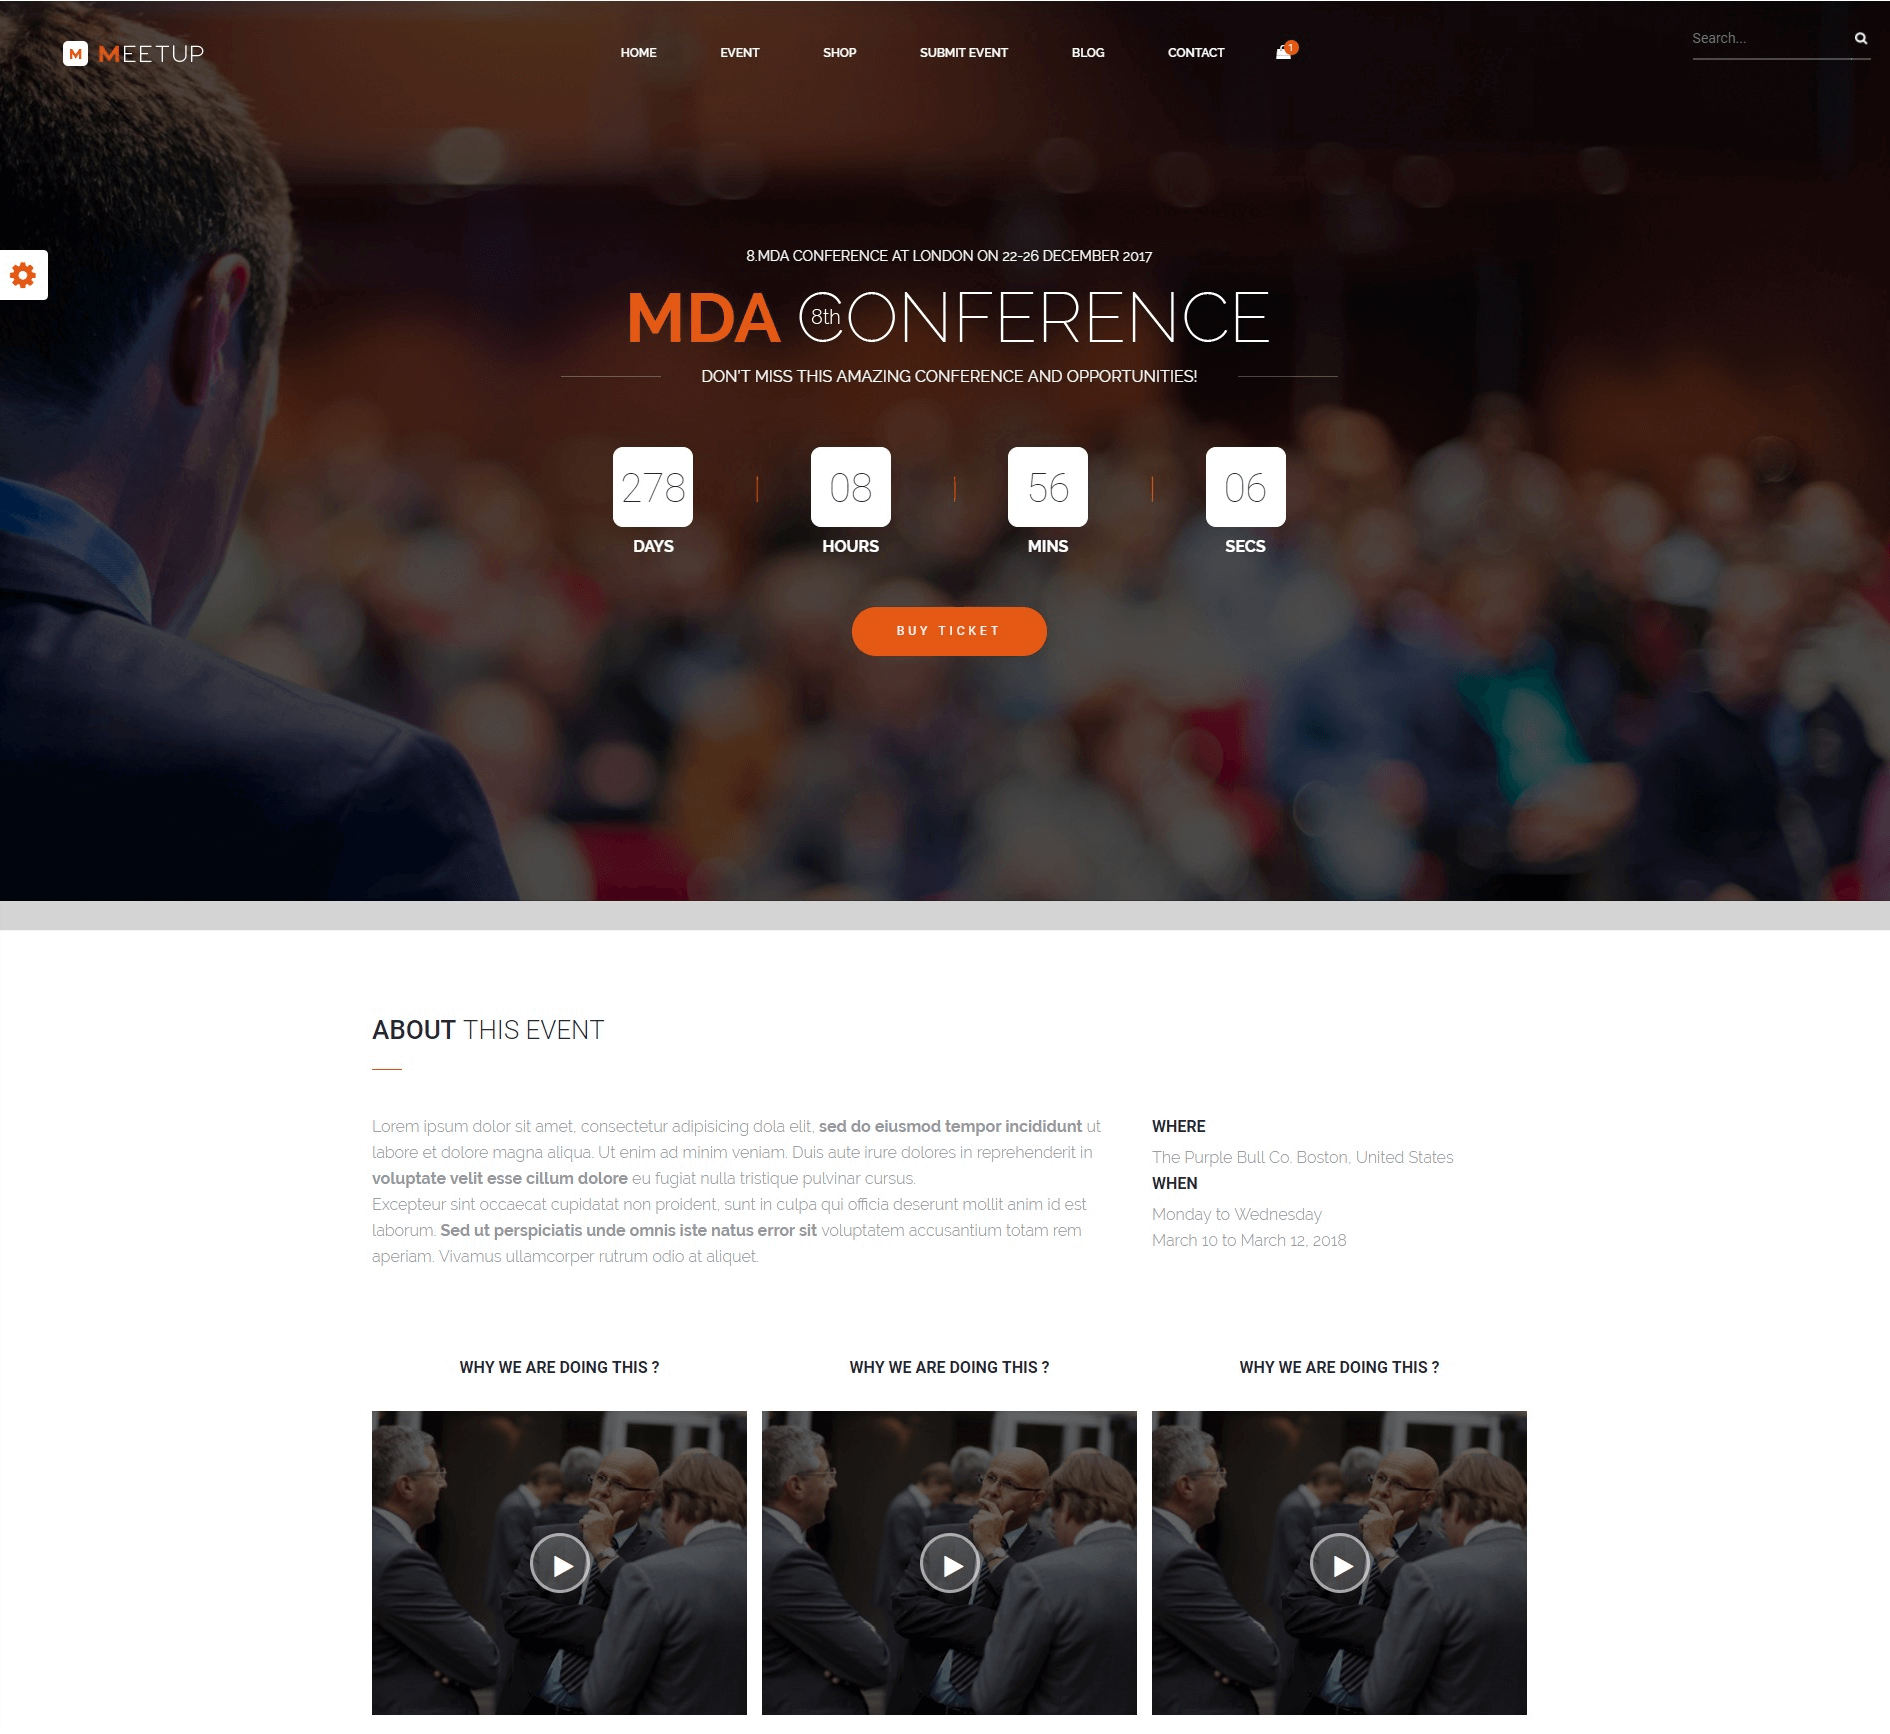 M MEETUP
HOME EVENT SHOP SUBMIT EVENT BLOG CONTACT 1
Search...
8.MDA CONFERENCE AT LONDON ON 22-26 DECEMBER 2017
MDA CONFERENCE
8th
DON'T MISS THIS AMAZING CONFERENCE AND OPPORTUNITIES!
278 08 56 06
DAYS HOURS MINS SECS
BUY TICKET
ABOUT THIS EVENT
Lorem ipsum dolor sit amet, consectetur adipisicing dola elit, sed do eiusmod tempor incididunt ut
labore et dolore magna aliqua. Ut enim ad minim veniam. Duis aute irure dolores in reprehenderit in
voluptate velit esse cillum dolore eu fugiat nulla tristique pulvinar cursus.
Excepteur sint occaecat cupidatat non proident, sunt in culpa qui officia deserunt mollit anim id est
laborum. Sed ut perspiciatis unde omnis iste natus error sit voluptatem accusantium totam rem
aperiam. Vivamus ullamcorper rutrum odio at aliquet.
WHERE
The Purple Bull Co. Boston, United States
WHEN
Monday to Wednesday
March 10 to March 12, 2018
WHY WE ARE DOING THIS ?
WHY WE ARE DOING THIS ?
WHY WE ARE DOING THIS ?